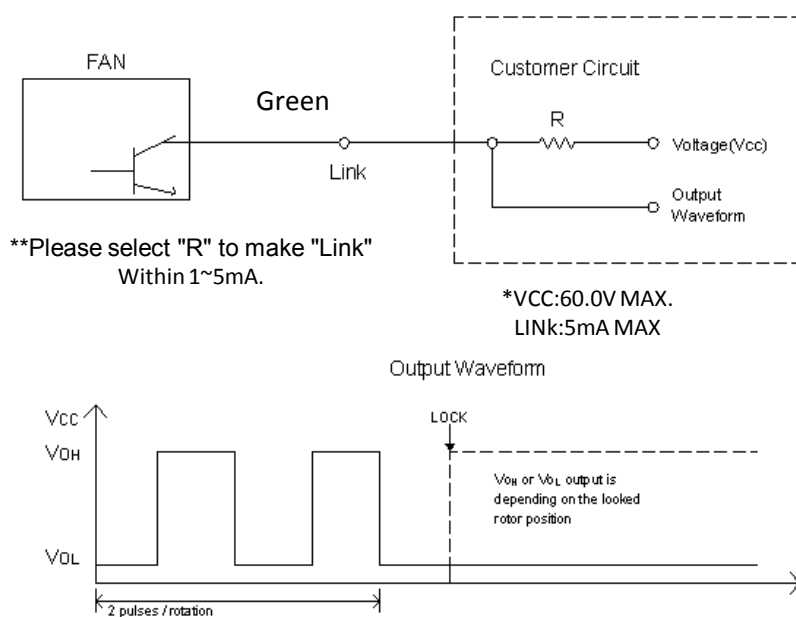 FAN
Customer Circuit
Green
R
Voltage(Vcc)
Link
Output
Waveform
**Please select "R" to make "Link"
Within 1~5mA.
*VCC:60.0V MAX.
LINk:5mA MAX
Output Waveform
Vcc
LOCK
VOH
VOH or VOL output is
depending on the looked
rotor position
VOL
2 pulses / rotation